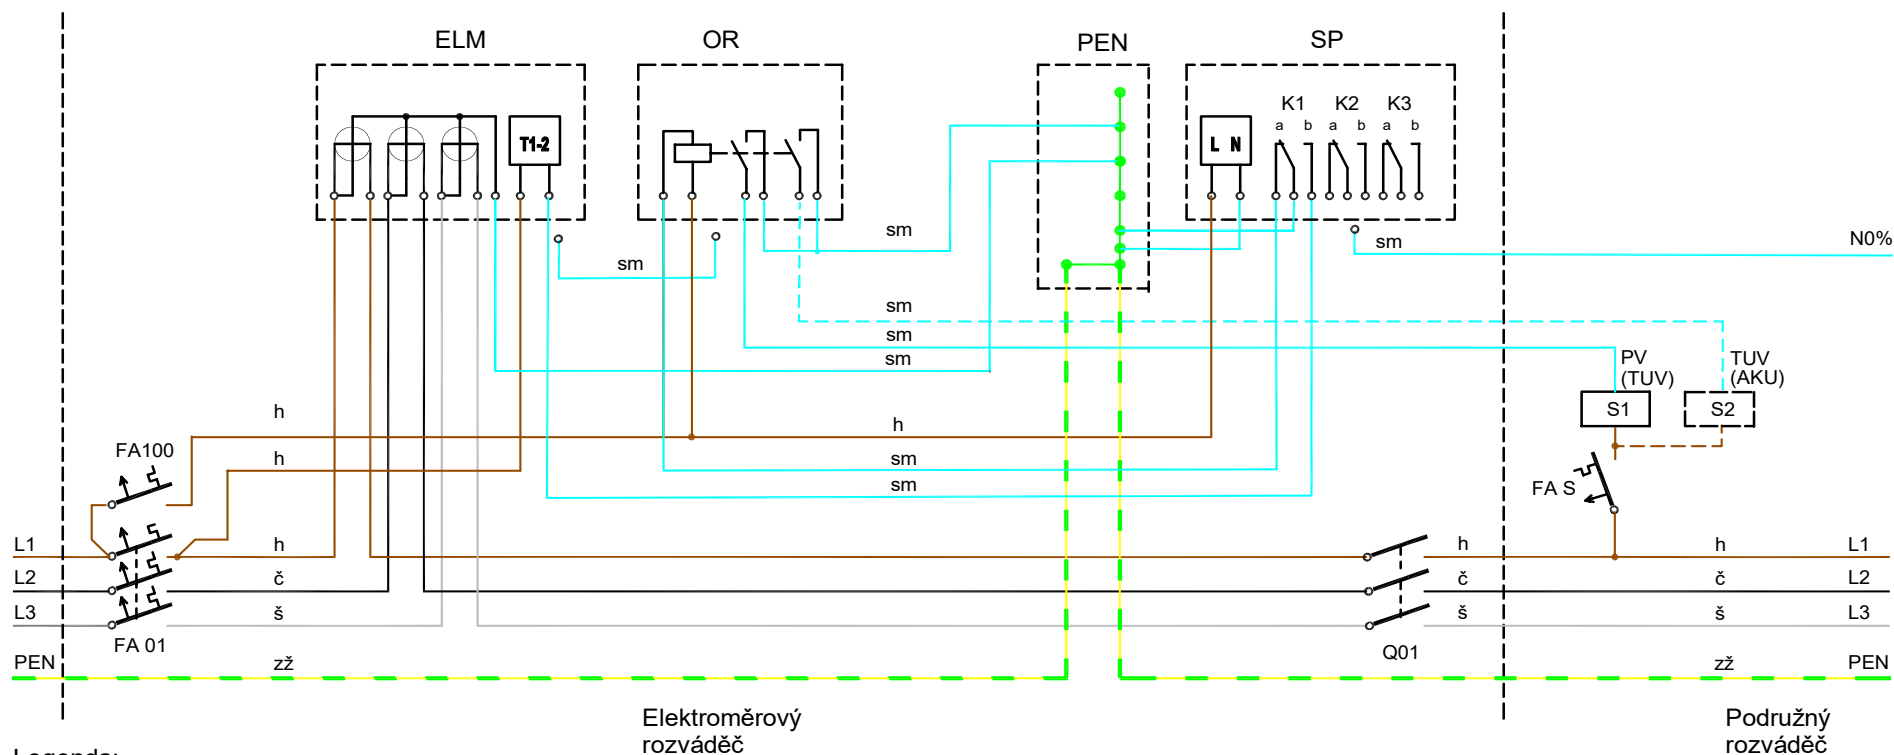 ELM
OR
PEN
SP
K1 K2 K3
a b a b a b
T1-2
L N
sm
sm
sm
N0%
sm
sm
sm
PV
(TUV)
TUV
(AKU)
S1
S2
h
h
FA100
h
sm
sm
FA S
L1
h
h
h
L1
L2
č
č
č
L2
L3
š
š
š
L3
FA 01
Q01
PEN
zž
zž
PEN
Elektroměrový
rozváděč
Podružný
rozváděč